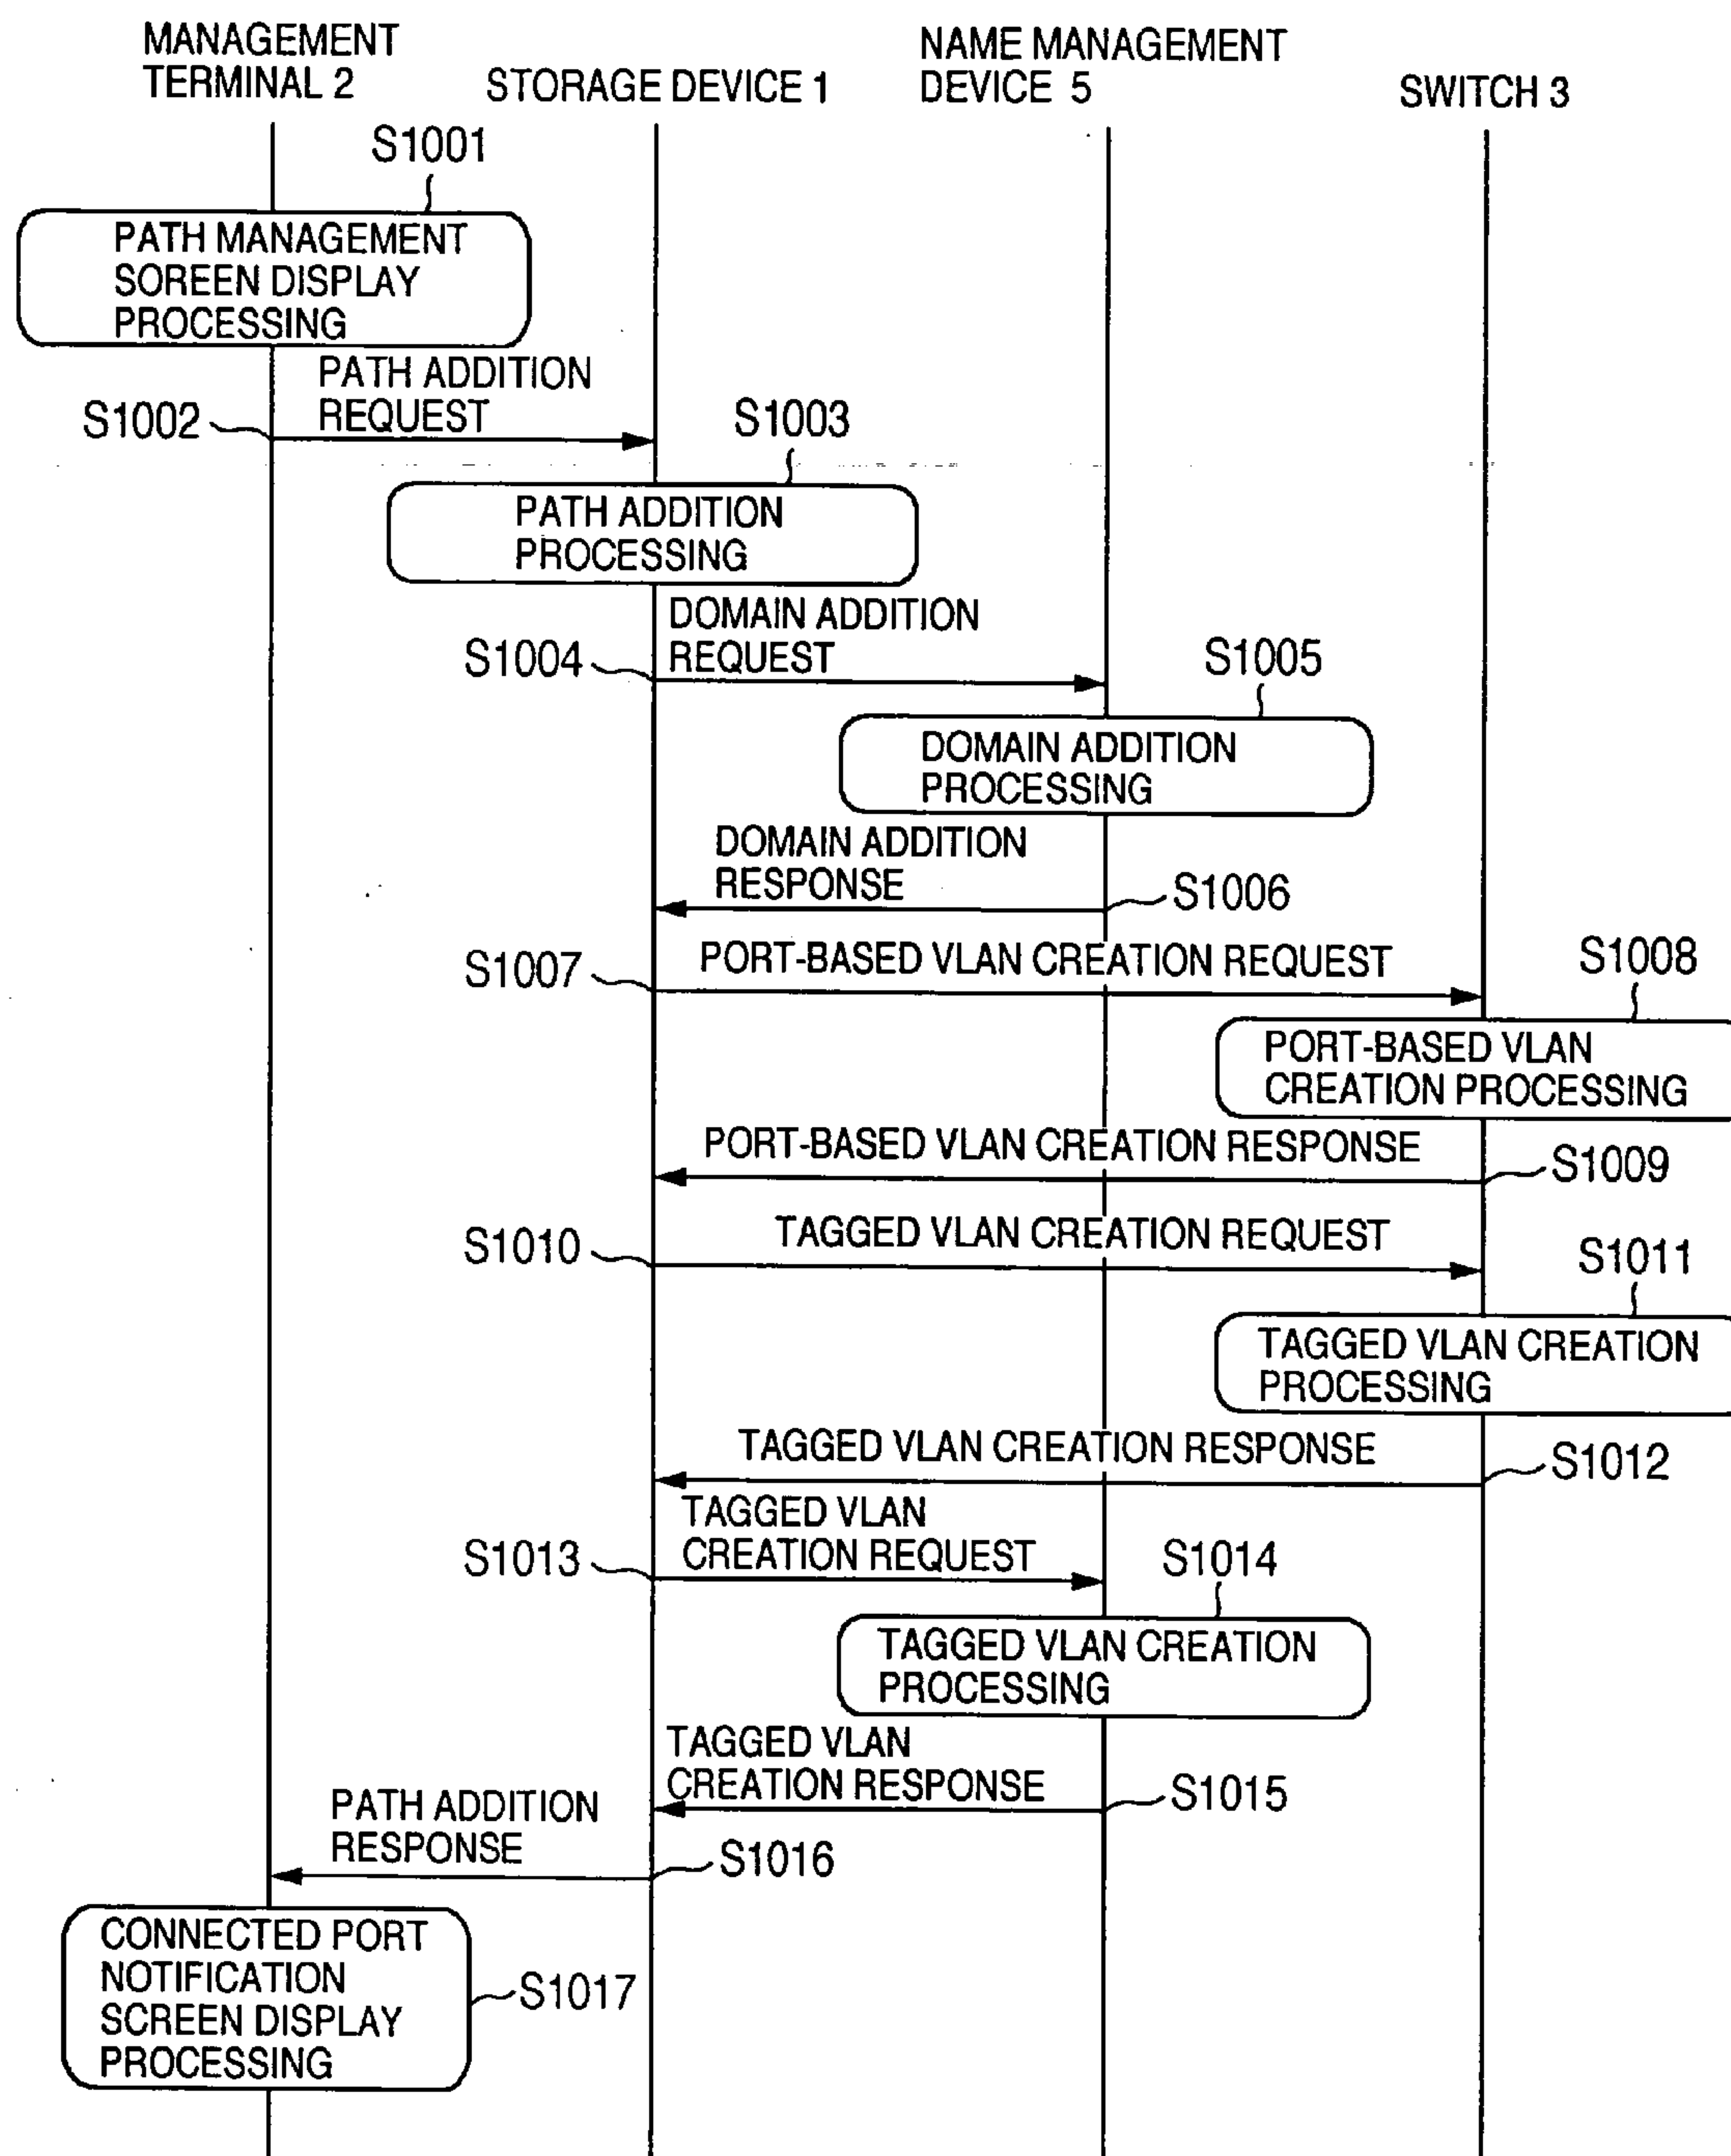 MANAGEMENT
TERMINAL 2
STORAGE DEVICE 1
NAME MANAGEMENT
DEVICE 5
SWITCH 3
S1001
PATH MANAGEMENT
SOREEN DISPLAY
PROCESSING
PATH ADDITION
REQUEST
S1002
S1003
PATH ADDITION
PROCESSING
DOMAIN ADDITION
REQUEST
S1004
S1005
DOMAIN ADDITION
PROCESSING
DOMAIN ADDITION
RESPONSE
S1006
PORT-BASED VLAN CREATION REQUEST
S1007
S1008
PORT-BASED VLAN
CREATION PROCESSING
PORT-BASED VLAN CREATION RESPONSE
S1009
TAGGED VLAN CREATION REQUEST
S1010
S1011
TAGGED VLAN CREATION
PROCESSING
TAGGED VLAN CREATION RESPONSE
S1012
TAGGED VLAN
CREATION REQUEST
S1013
S1014
TAGGED VLAN CREATION
PROCESSING
TAGGED VLAN
CREATION RESPONSE
S1015
PATH ADDITION
RESPONSE
S1016
CONNECTED PORT
NOTIFICATION
SCREEN DISPLAY
PROCESSING
S1017